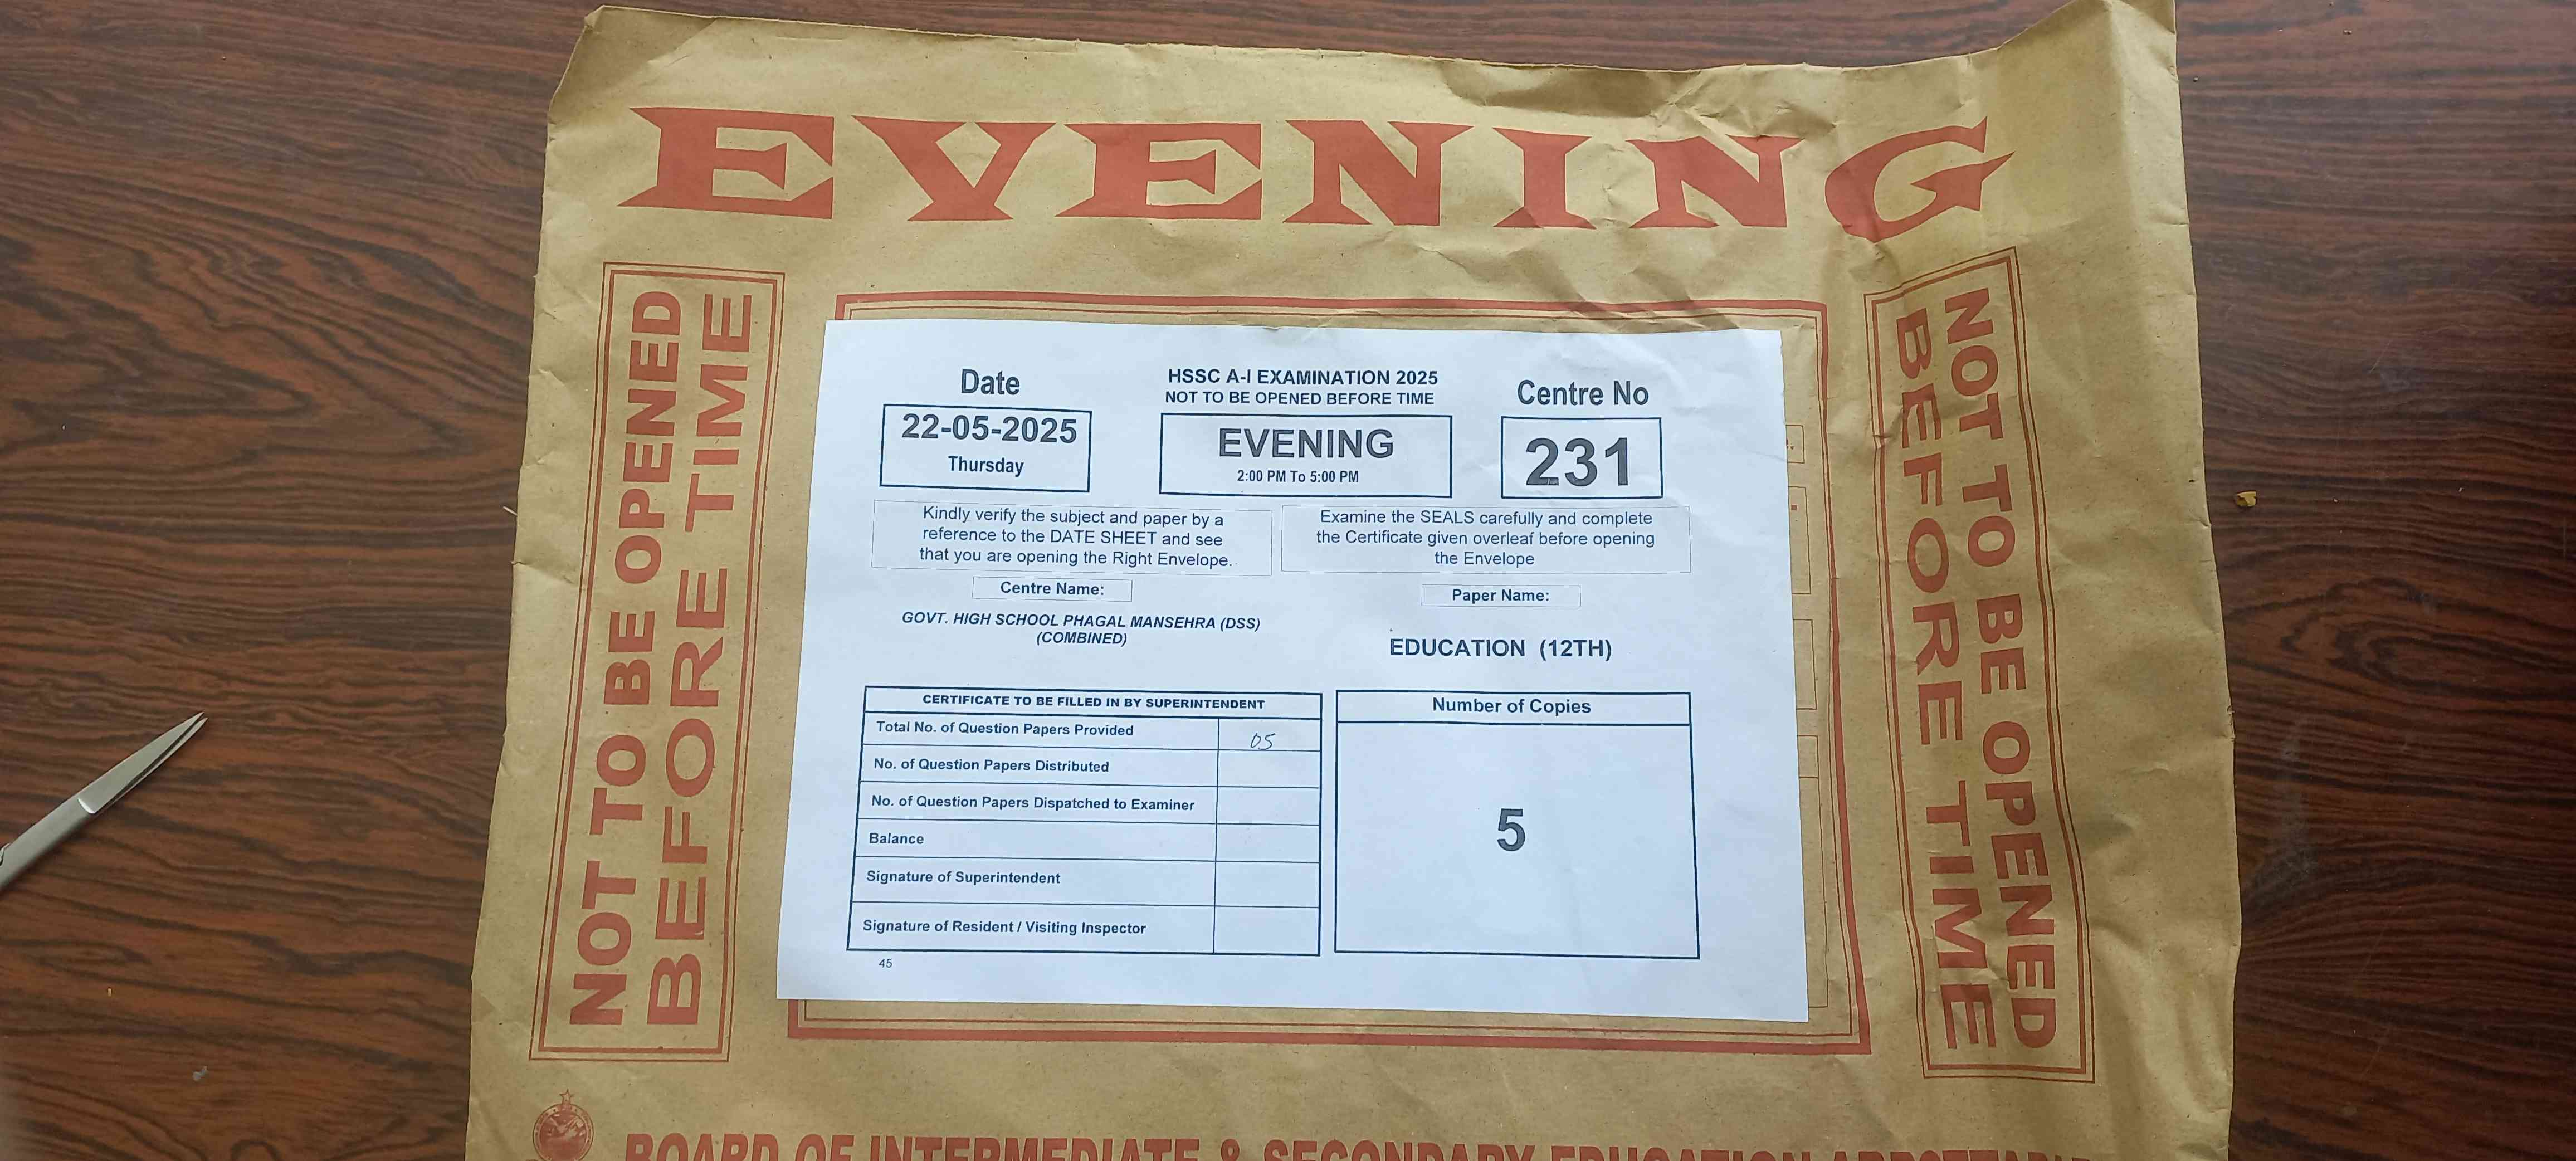 EVENING
NOT TO BE OPENED
BEFORE TIME
Date
22-05-2025
Thursday
HSSC A-I EXAMINATION 2025
NOT TO BE OPENED BEFORE TIME
EVENING
2:00 PM To 5:00 PM
Centre No
231
Kindly verify the subject and paper by a
reference to the DATE SHEET and see
that you are opening the Right Envelope.
Examine the SEALS carefully and complete
the Certificate given overleaf before opening
the Envelope
Centre Name:
GOVT. HIGH SCHOOL PHAGAL MANSEHRA (DSS)
(COMBINED)
Paper Name:
EDUCATION (12TH)
CERTIFICATE TO BE FILLED IN BY SUPERINTENDENT
Total No. of Question Papers Provided 05
No. of Question Papers Distributed
No. of Question Papers Dispatched to Examiner
Balance
Signature of Superintendent
Signature of Resident / Visiting Inspector
Number of Copies
5
45
NOT TO BE OPENED
BEFORE TIME
BOARD OF INTERMEDIATE & SECONDARY EDUCATION